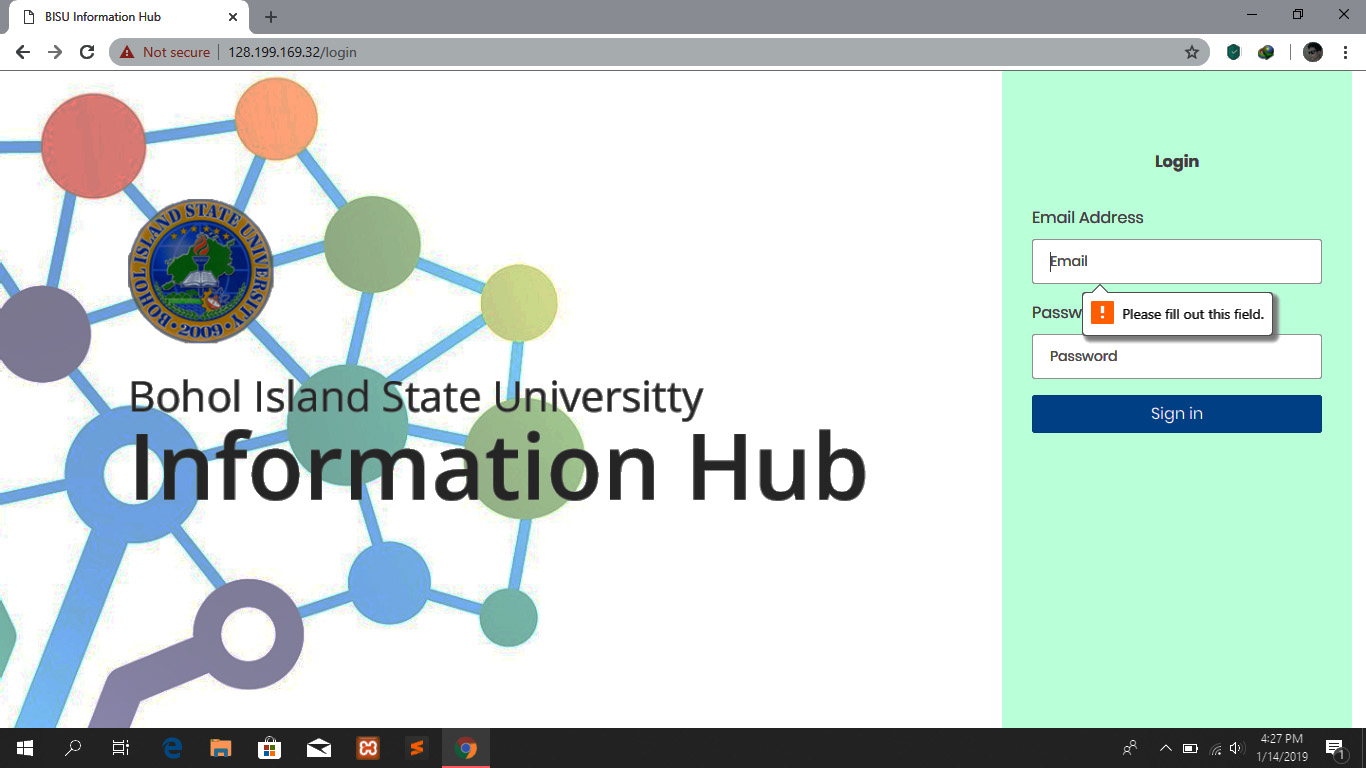 BISU Information Hub
Not secure 128.199.169.32/login
BOHOL ISLAND STATE UNIVERSITY
2009
Bohol Island State Universitty
Information Hub
Login
Email Address
Email
Passw
Please fill out this field.
Password
Sign in
4:27 PM
1/14/2019
1